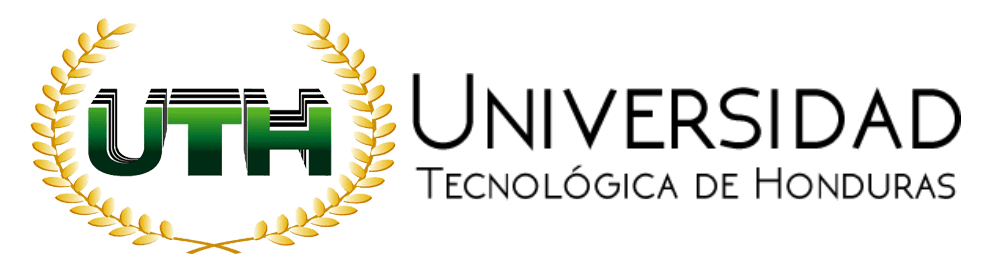 UTH
UNIVERSIDAD
TECNOLÓGICA DE HONDURAS